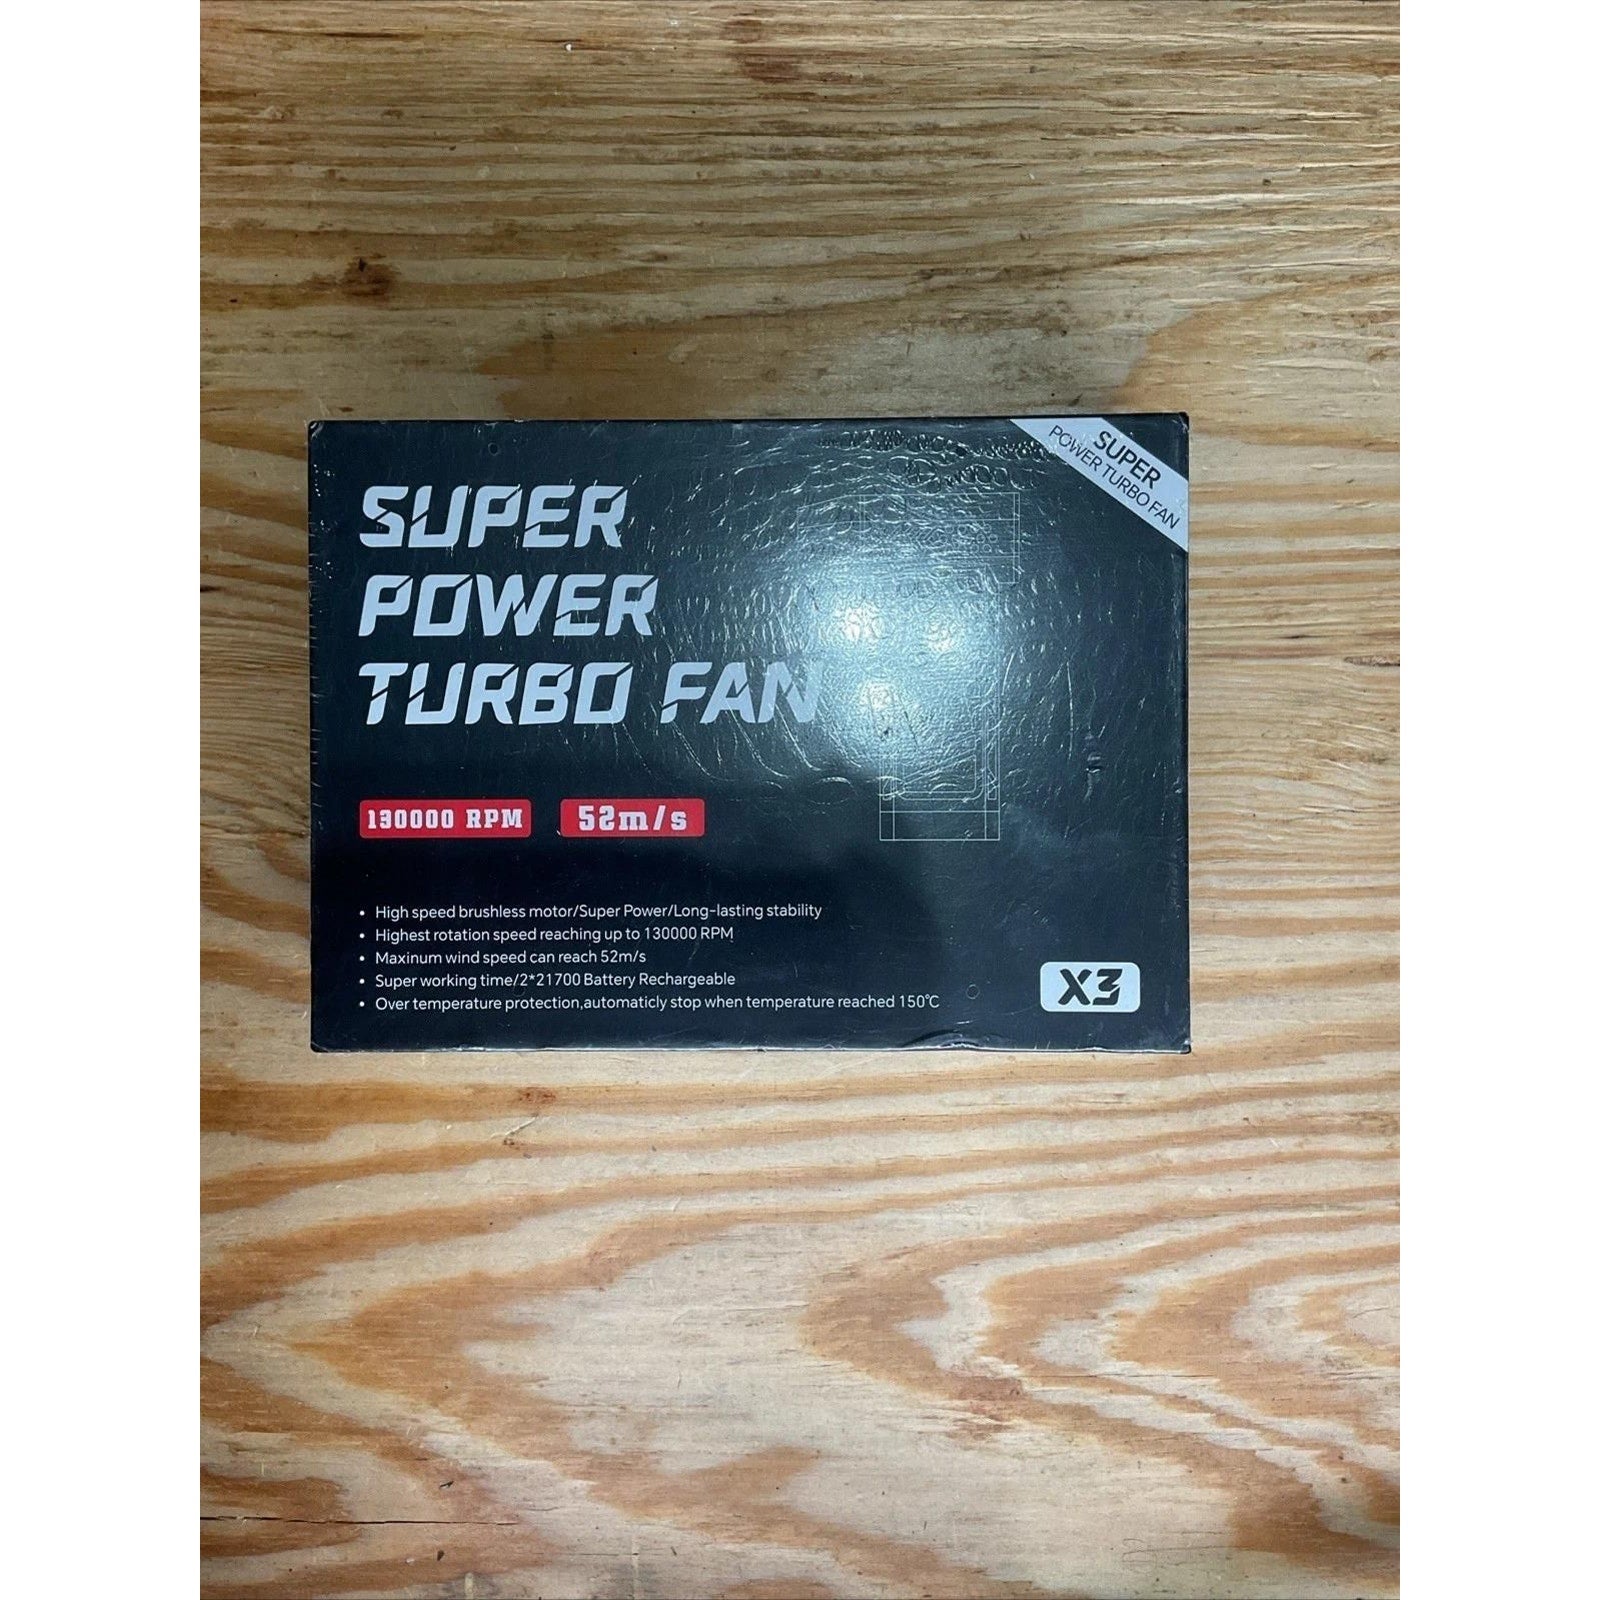 SUPER
POWER TURBO FAN
SUPER
POWER
TURBO FAN
130000 RPM
52m/s
• High speed brushless motor/Super Power/Long-lasting stability
• Highest rotation speed reaching up to 130000 RPM
• Maxinum wind speed can reach 52m/s
• Super working time/2*21700 Battery Rechargeable
• Over temperature protection,automaticly stop when temperature reached 150℃
X3